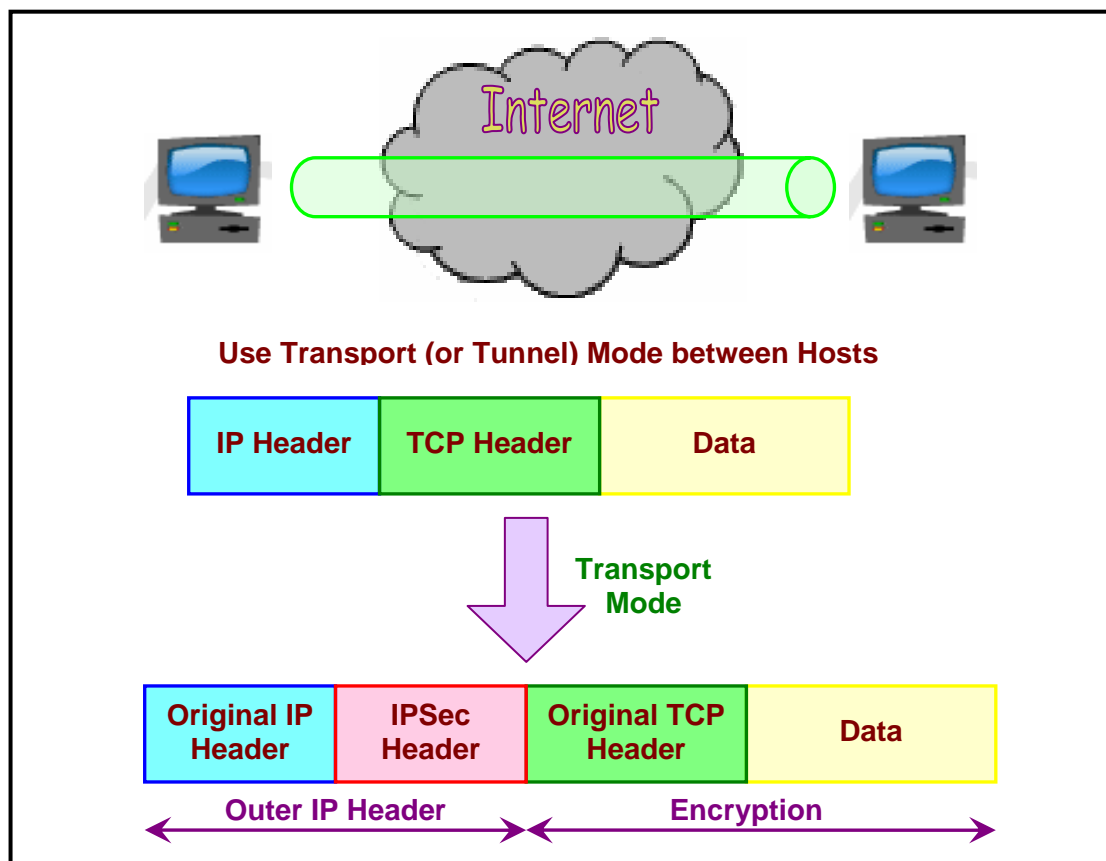 Internet
Use Transport (or Tunnel) Mode between Hosts
IP Header
TCP Header
Data
Transport
Mode
Original IP
Header
IPSec
Header
Original TCP
Header
Data
Outer IP Header
Encryption